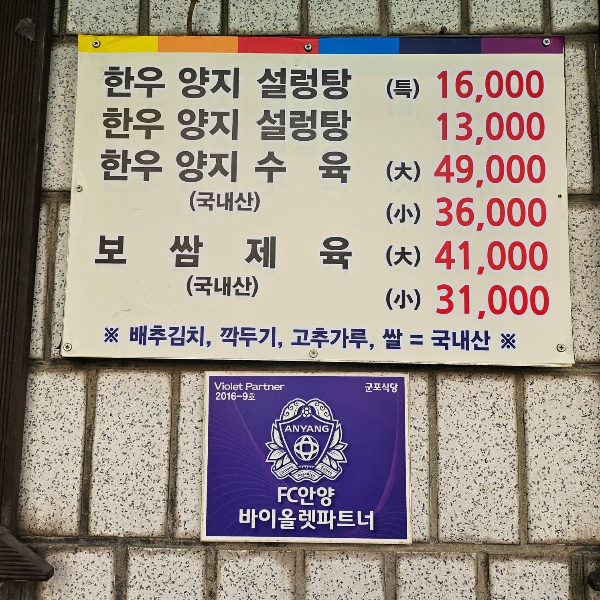 한우 양지 설렁탕 (특) 16,000
한우 양지 설렁탕 13,000
한우 양지 수 육 (大) 49,000
(국내산) (小) 36,000
보 쌈 제 육 (大) 41,000
(국내산) (小) 31,000
※ 배추김치, 깍두기, 고추가루, 쌀 = 국내산 ※
Violet Partner 군포식당
2016-9호
ANYANG
FC안양
바이올렛파트너